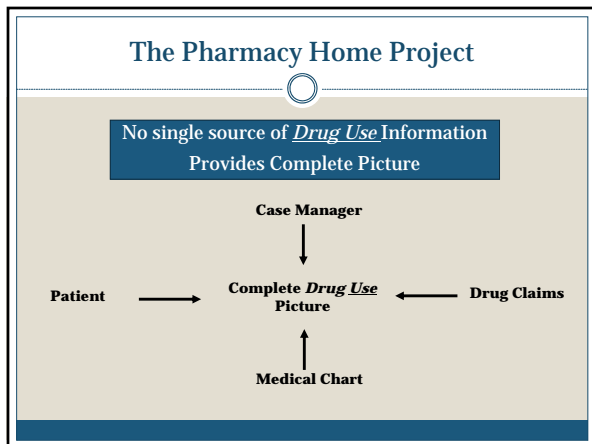 The Pharmacy Home Project
No single source of Drug Use Information
Provides Complete Picture
Case Manager
Patient
Complete Drug Use
Picture
Drug Claims
Medical Chart